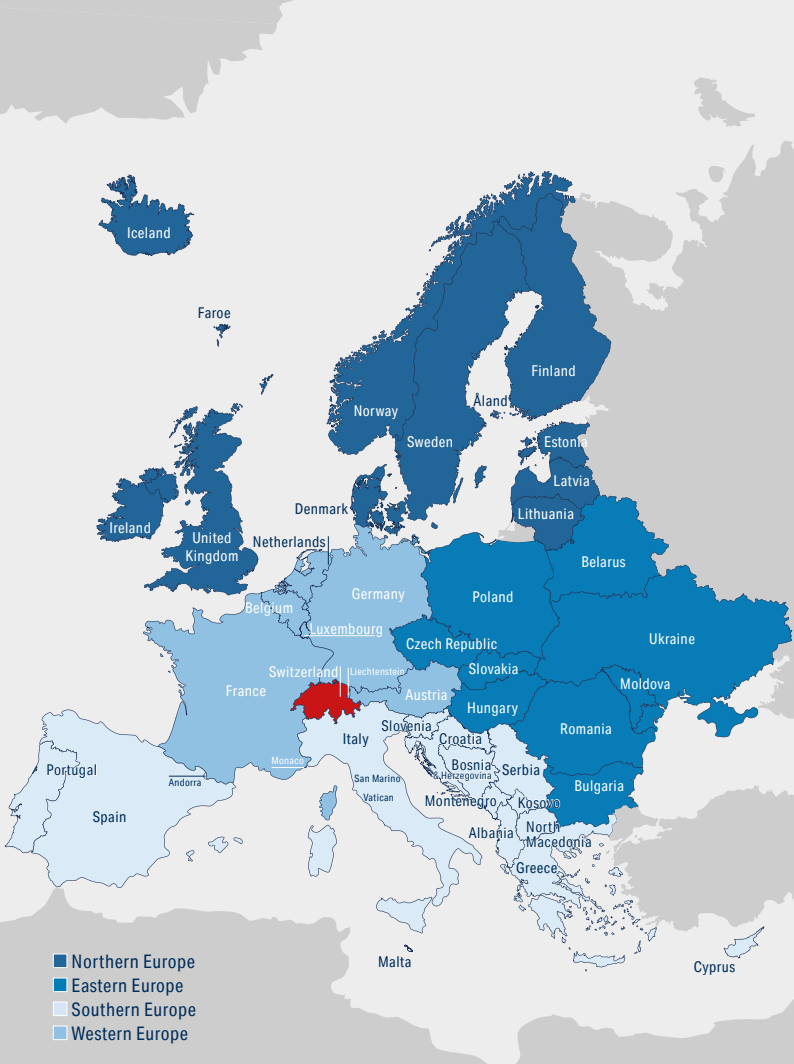 Iceland
Faroe
Finland
Åland
Norway
Sweden
Estonia
Latvia
Lithuania
Denmark
Ireland
United
Kingdom
Netherlands
Belarus
Germany
Poland
Belgium
Luxembourg
Czech Republic
Ukraine
Switzerland
Liechtenstein
Slovakia
Moldova
France
Austria
Hungary
Slovenia
Croatia
Romania
Italy
Monaco
Bosnia
& Herzegovina
Serbia
Portugal
Andorra
San Marino
Bulgaria
Vatican
Montenegro
Kosovo
Spain
Albania
North
Macedonia
Greece
Malta
Cyprus
Northern Europe
Eastern Europe
Southern Europe
Western Europe